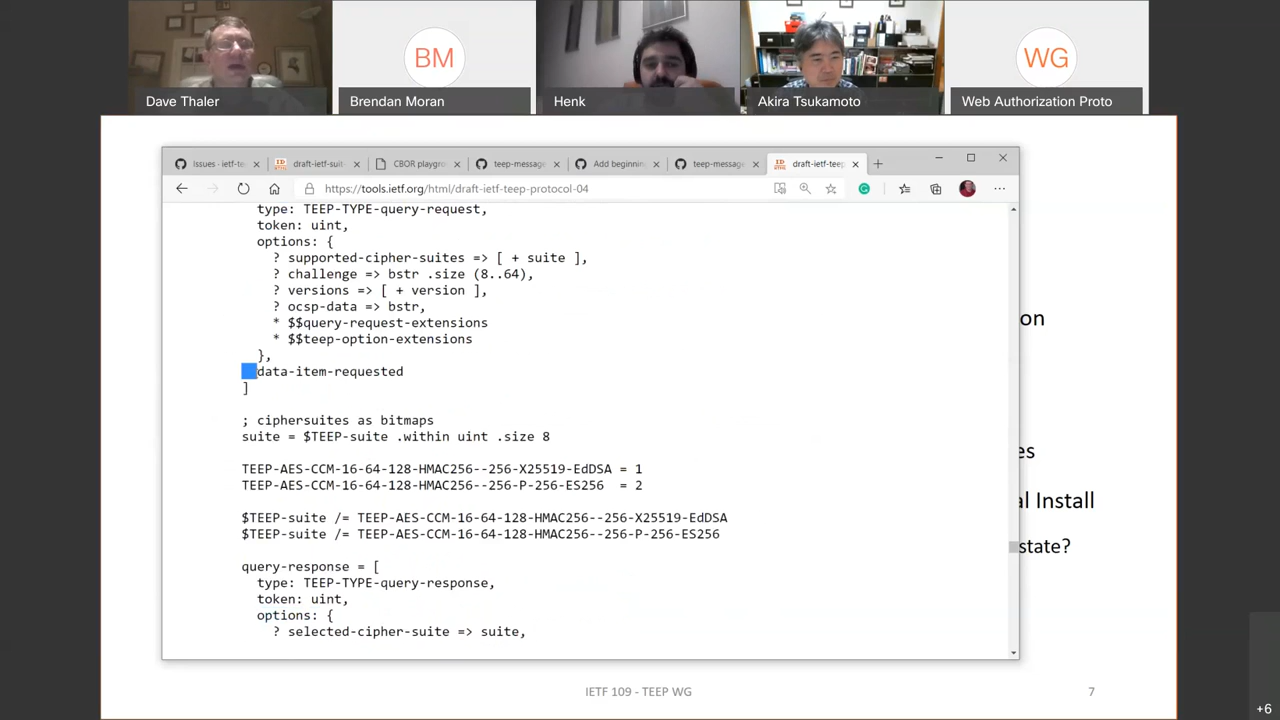 BM
WG
Dave Thaler
Brendan Moran
Henk
Akira Tsukamoto
Web Authorization Proto
Issues · ietf-te
draft-ietf-suit-
CBOR playgro
teep-message
Add beginnin
teep-message
draft-ietf-teep
https://tools.ietf.org/html/draft-ietf-teep-protocol-04
type: TEEP-TYPE-query-request,
token: uint,
options: {
? supported-cipher-suites => [ + suite ],
? challenge => bstr .size (8..64),
? versions => [ + version ],
? ocsp-data => bstr,
* $$query-request-extensions
* $$teep-option-extensions
},
data-item-requested
]
; ciphersuites as bitmaps
suite = $TEEP-suite .within uint .size 8
TEEP-AES-CCM-16-64-128-HMAC256--256-X25519-EdDSA = 1
TEEP-AES-CCM-16-64-128-HMAC256--256-P-256-ES256  = 2
$TEEP-suite /= TEEP-AES-CCM-16-64-128-HMAC256--256-X25519-EdDSA
$TEEP-suite /= TEEP-AES-CCM-16-64-128-HMAC256--256-P-256-ES256
query-response = [
type: TEEP-TYPE-query-response,
token: uint,
options: {
? selected-cipher-suite => suite,
on
es
al Install
state?
IETF 109 - TEEP WG
7
+6